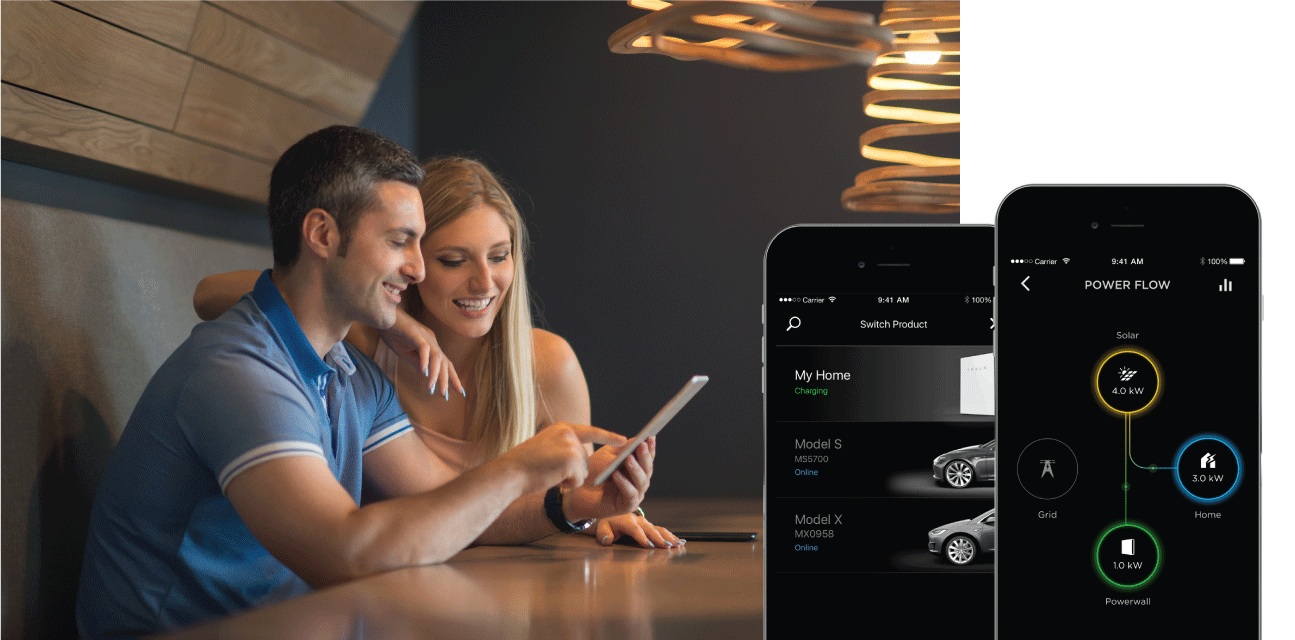 ●●●○○ Carrier
9:41 AM
100%
Switch Product
My Home
Charging
TESLA
Model S
MS5700
Online
Model X
MX0958
Online
●●●○○ Carrier
9:41 AM
100%
POWER FLOW
Solar
4.0 kW
Grid
3.0 kW
Home
1.0 kW
Powerwall